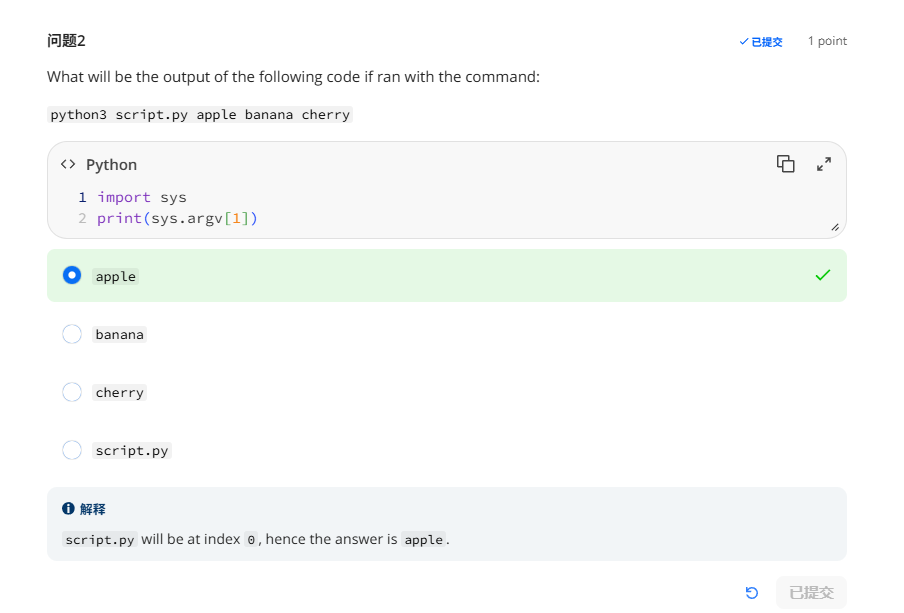 问题2
已提交 1 point
What will be the output of the following code if ran with the command:
python3 script.py apple banana cherry
<> Python
1 import sys
2 print(sys.argv[1])
apple
banana
cherry
script.py
解释
script.py will be at index 0, hence the answer is apple.
已提交